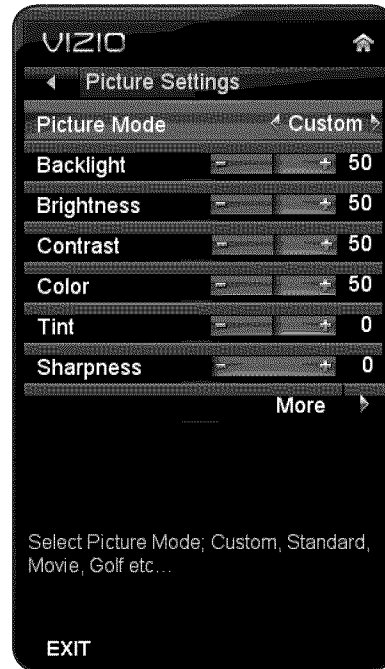 VIZIO
Picture Settings
Picture Mode Custom
Backlight - + 50
Brightness - + 50
Contrast - + 50
Color - + 50
Tint - + 0
Sharpness - + 0
More
Select Picture Mode; Custom, Standard,
Movie, Golf etc...
EXIT